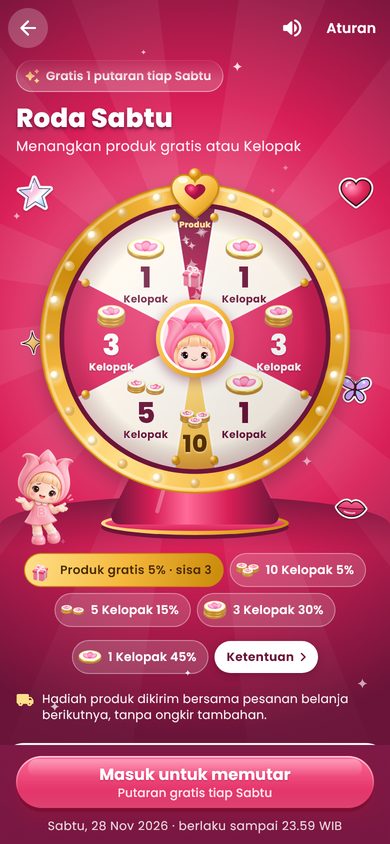 Aturan
Gratis 1 putaran tiap Sabtu
Roda Sabtu
Menangkan produk gratis atau Kelopak
Produk
1
Kelopak
1
Kelopak
3
Kelopak
3
Kelopak
5
Kelopak
10
1
Kelopak
Produk gratis 5% · sisa 3
10 Kelopak 5%
5 Kelopak 15%
3 Kelopak 30%
1 Kelopak 45%
Ketentuan
Hadiah produk dikirim bersama pesanan belanja
berikutnya, tanpa ongkir tambahan.
Masuk untuk memutar
Putaran gratis tiap Sabtu
Sabtu, 28 Nov 2026 · berlaku sampai 23.59 WIB